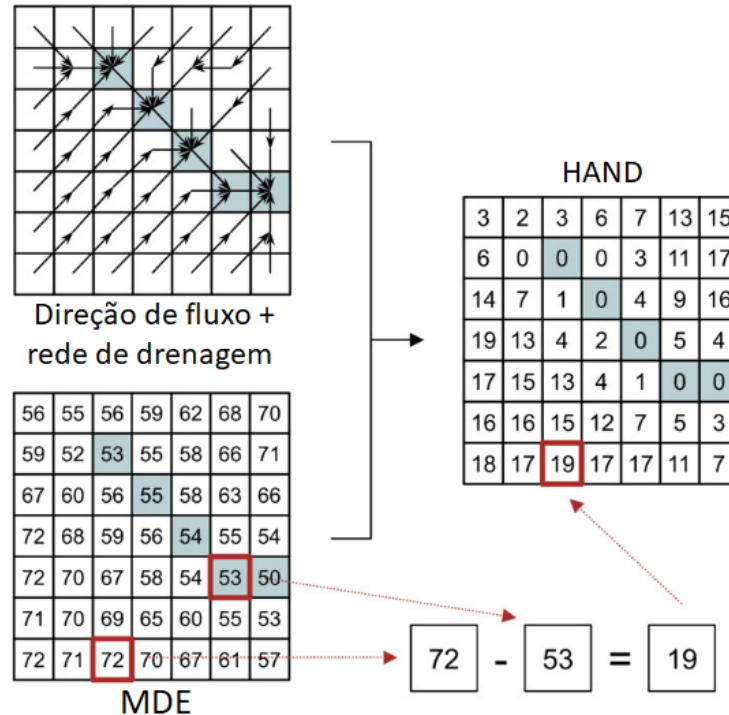 Direção de fluxo +
rede de drenagem
HAND
3 2 3 6 7 13 15
6 0 0 0 3 11 17
14 7 1 0 4 9 16
19 13 4 2 0 5 4
17 15 13 4 1 0 0
16 16 15 12 7 5 3
18 17 19 17 17 11 7
56 55 56 59 62 68 70
59 52 53 55 58 66 71
67 60 56 55 58 63 66
72 68 59 56 54 55 54
72 70 67 58 54 53 50
71 70 69 65 60 55 53
72 71 72 70 67 61 57
MDE
72 - 53 = 19